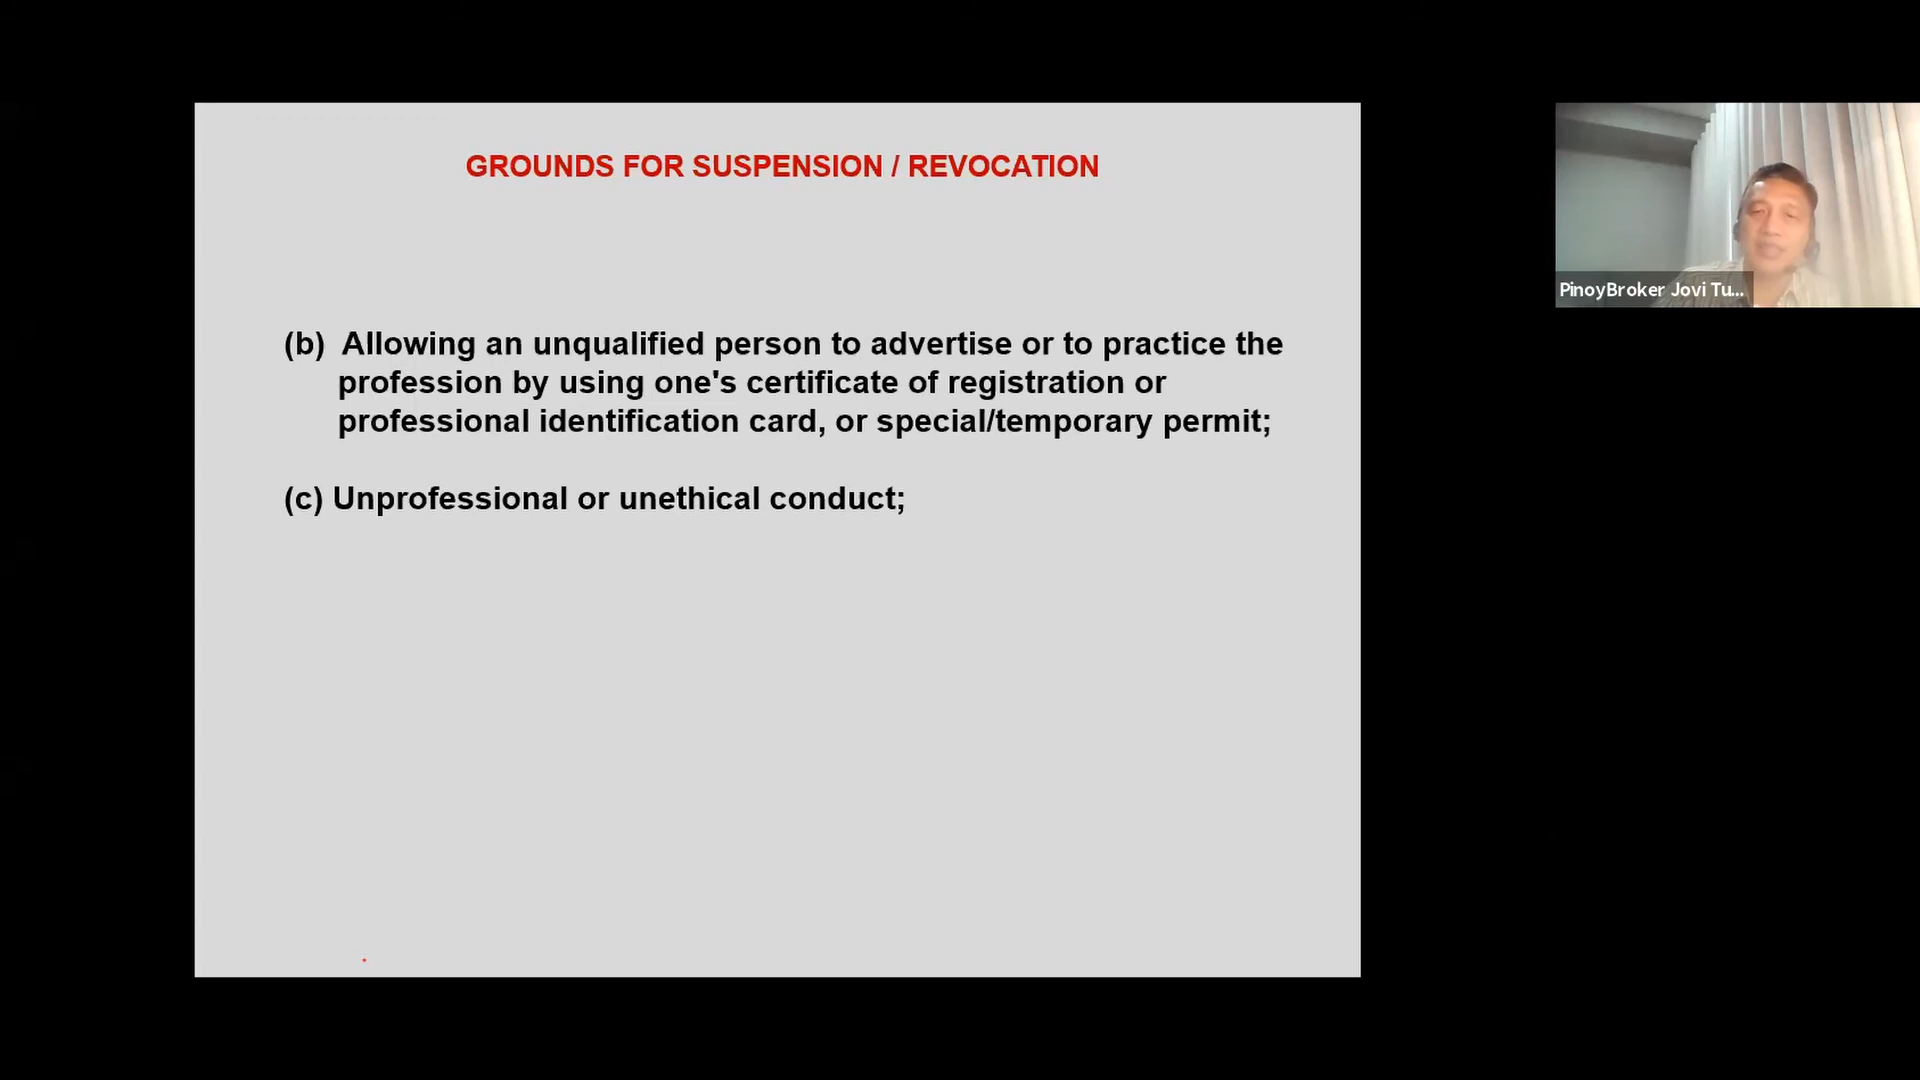 GROUNDS FOR SUSPENSION / REVOCATION
(b) Allowing an unqualified person to advertise or to practice the
profession by using one's certificate of registration or
professional identification card, or special/temporary permit;
(c) Unprofessional or unethical conduct;
PinoyBroker Jovi Tu...